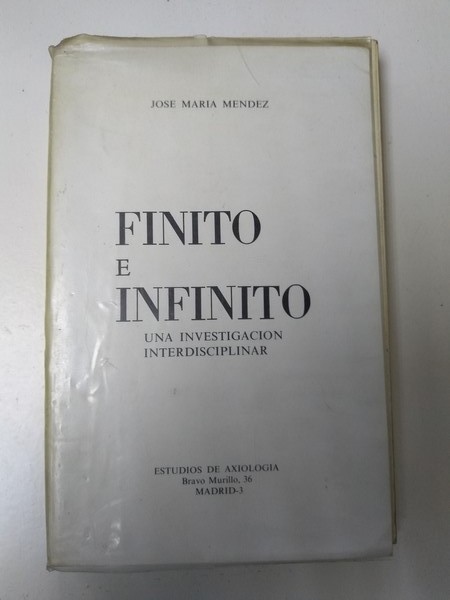 JOSE MARIA MENDEZ
FINITO
E
INFINITO
UNA INVESTIGACION
INTERDISCIPLINAR
ESTUDIOS DE AXIOLOGIA
Bravo Murillo, 36
MADRID-3